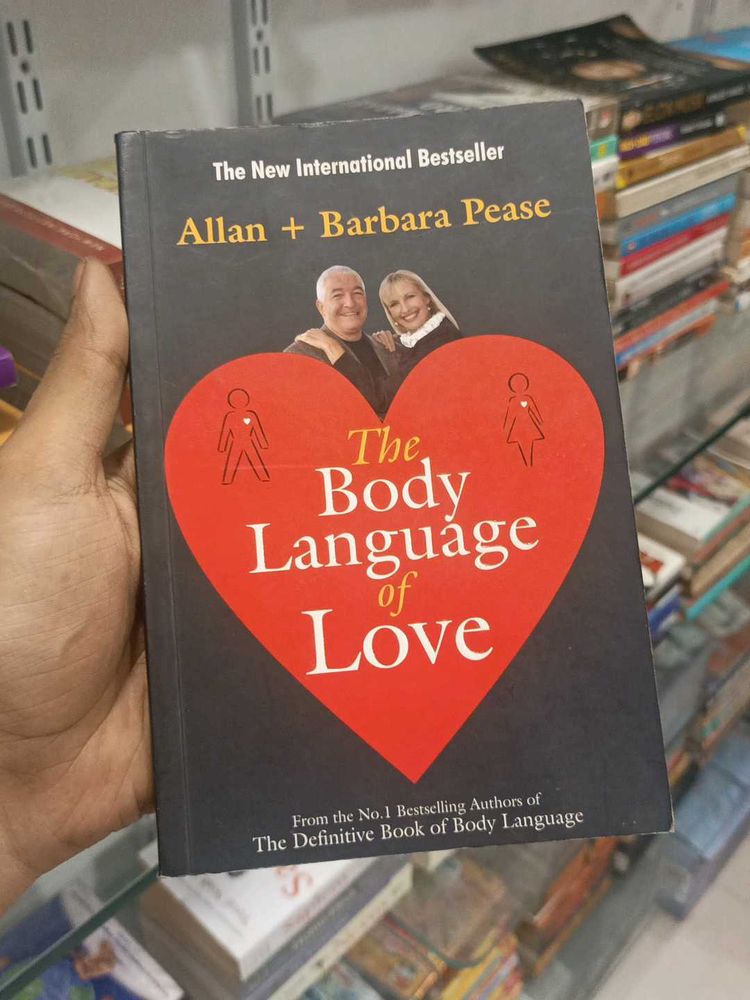 The New International Bestseller
Allan + Barbara Pease
The
Body
Language
of
Love
From the No.1 Bestselling Authors of
The Definitive Book of Body Language